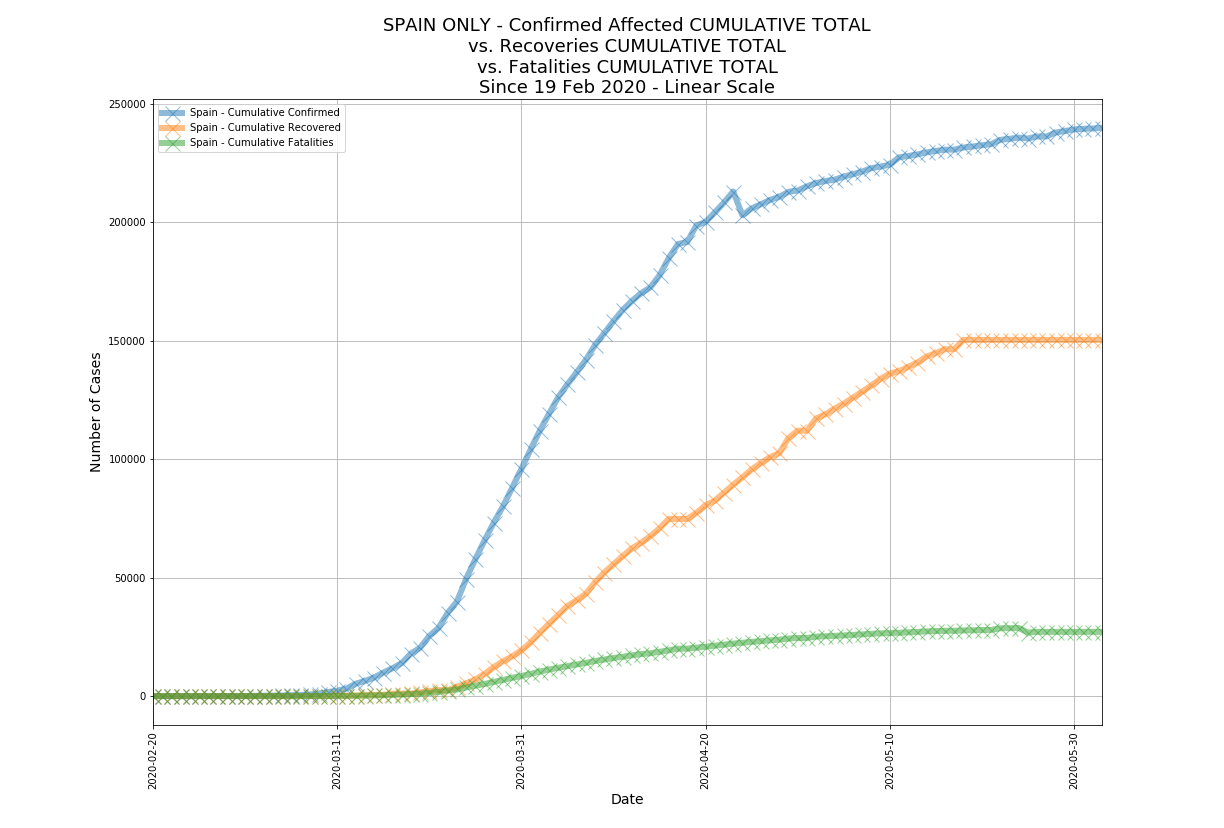 SPAIN ONLY - Confirmed Affected CUMULATIVE TOTAL
vs. Recoveries CUMULATIVE TOTAL
vs. Fatalities CUMULATIVE TOTAL
Since 19 Feb 2020 - Linear Scale
Spain - Cumulative Confirmed
Spain - Cumulative Recovered
Spain - Cumulative Fatalities
Number of Cases
250000
200000
150000
100000
50000
0
2020-02-20
2020-03-11
2020-03-31
2020-04-20
2020-05-10
2020-05-30
Date